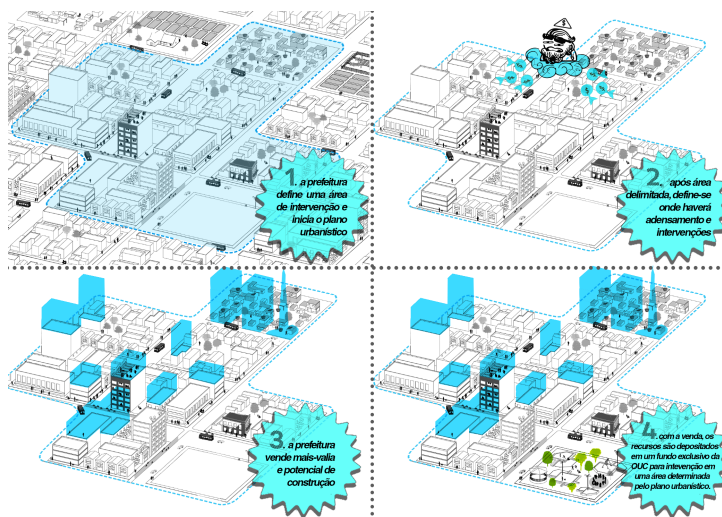 1. a prefeitura
define uma área
de intervenção e
inicia o plano
urbanístico
2. após área
delimitada, define-se
onde haverá
adensamento e
intervenções
3. a prefeitura
vende mais-valia
e potencial de
construção
4. com a venda, os
recursos são depositados
em um fundo exclusivo da
OUC para intevenção em
uma área determinada
pelo plano urbanístico.